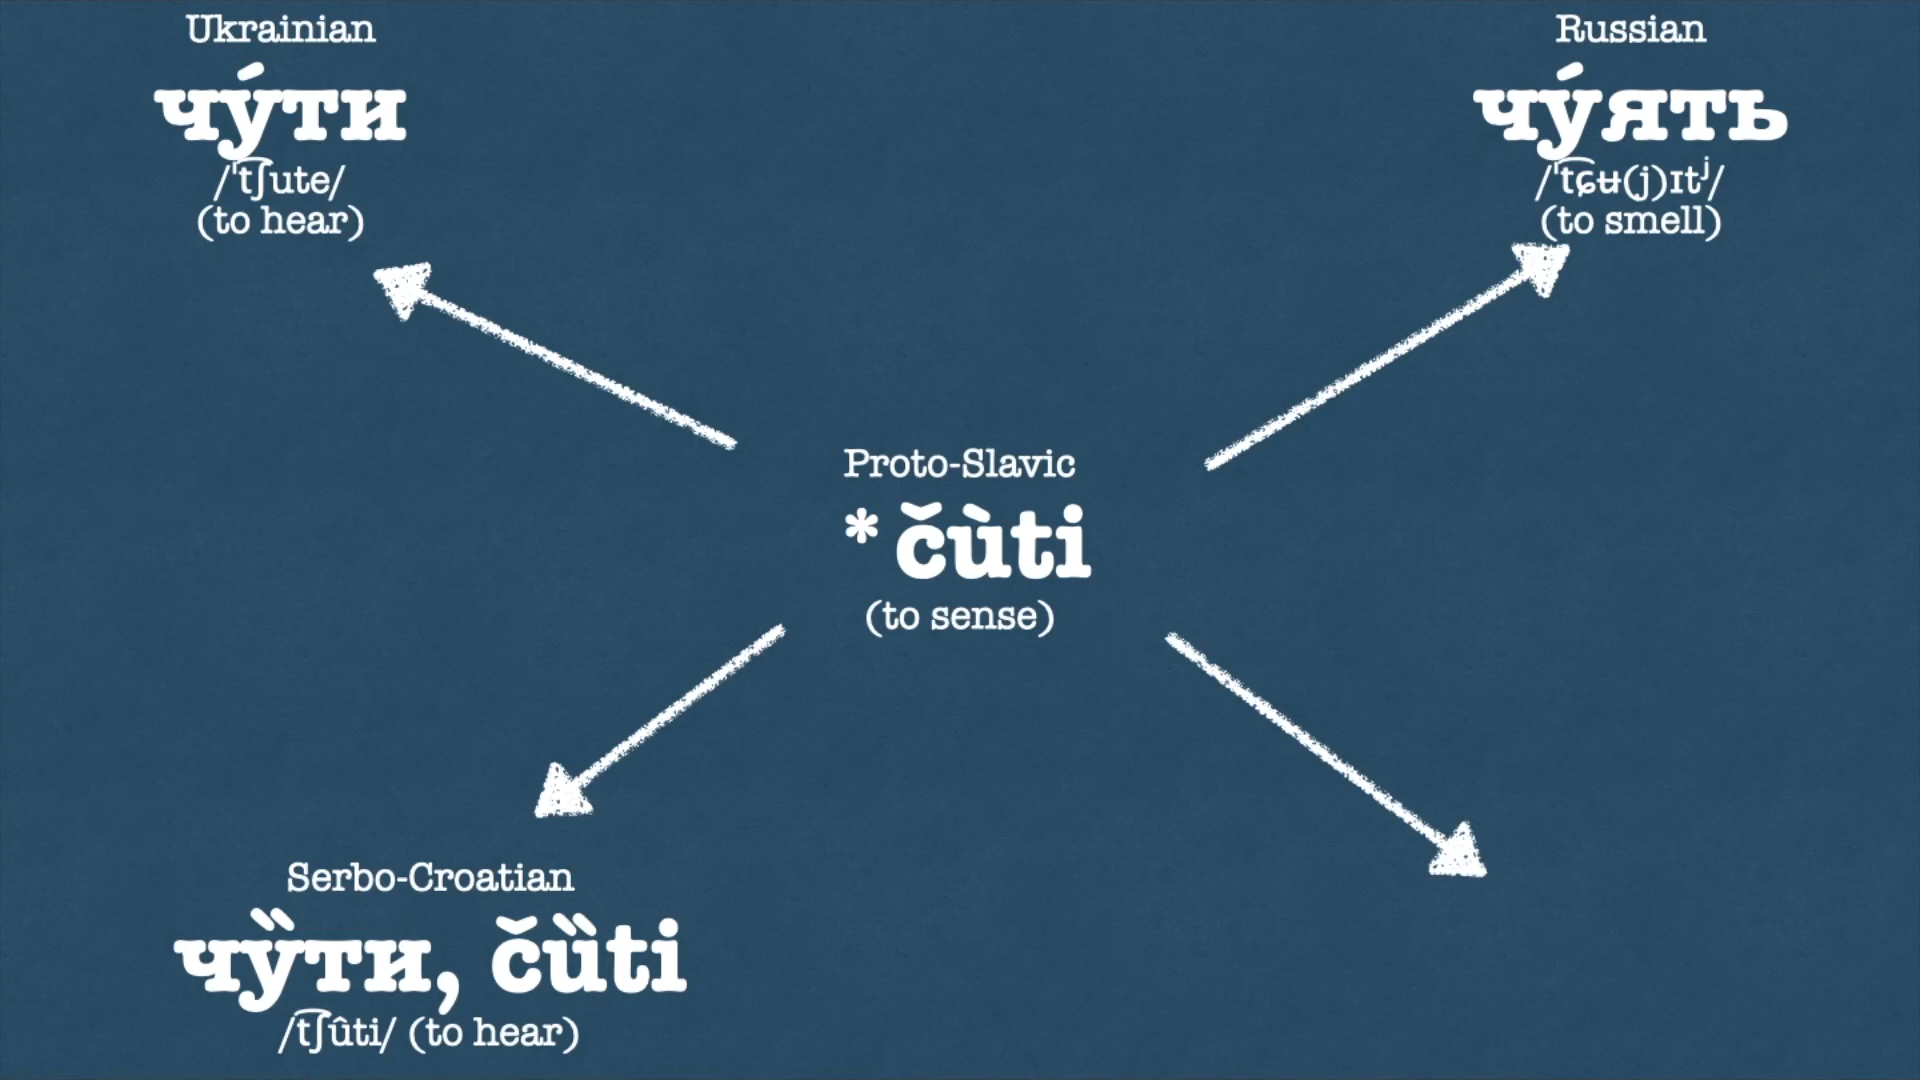 Ukrainian
чу́ти
/ˈt͡ʃute/
(to hear)
Russian
чу́ять
/ˈt͡ɕʉ(j)ɪtʲ/
(to smell)
Proto-Slavic
* čùti
(to sense)
Serbo-Croatian
чу̏ти, čȕti
/t͡ʃûti/ (to hear)